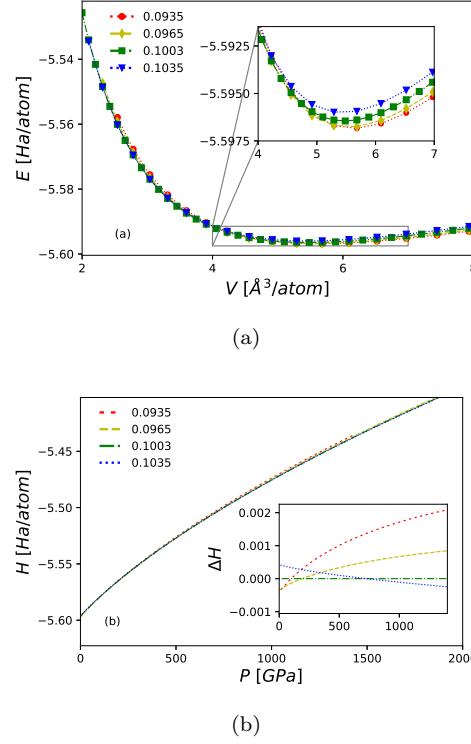 0.0935
0.0965
0.1003
0.1035
−5.54
−5.56
−5.58
−5.60
E [Ha/atom]
−5.5925
−5.5950
−5.5975
4 5 6 7
(a)
2 4 6 8
V [Å³/atom]
(a)
0.0935
0.0965
0.1003
0.1035
−5.45
−5.50
−5.55
−5.60
H [Ha/atom]
0.002
0.001
0.000
−0.001
ΔH
0 500 1000
(b)
0 500 1000 1500 2000
P [GPa]
(b)